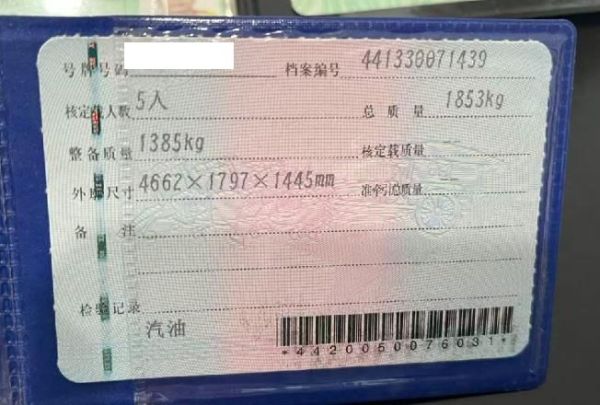 号牌号码 档案编号 441330071439
核定载人数 5人 总质量 1853kg
整备质量 1385kg 核定载质量
外廓尺寸 4662×1797×1445mm 准牵引总质量
备注
检验记录
汽油
*4420050076031*